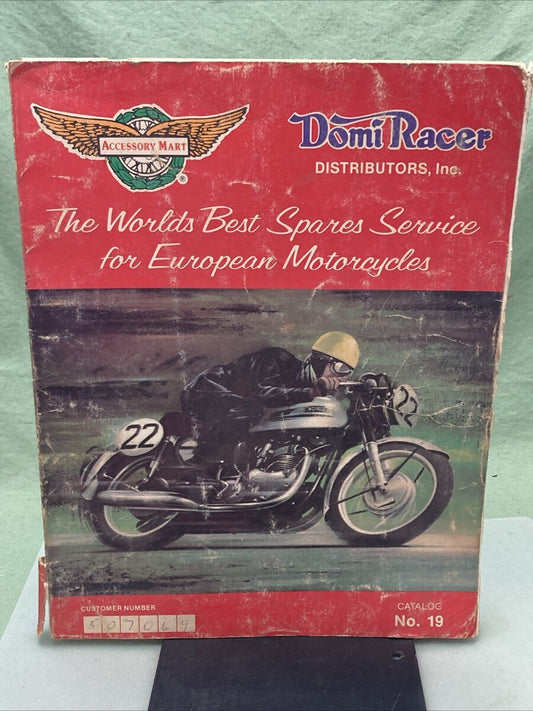 ACCESSORY MART
®
Domi Racer
DISTRIBUTORS, Inc.
The Worlds Best Spares Service
for European Motorcycles
22
22
CUSTOMER NUMBER
507069
CATALOG
No. 19